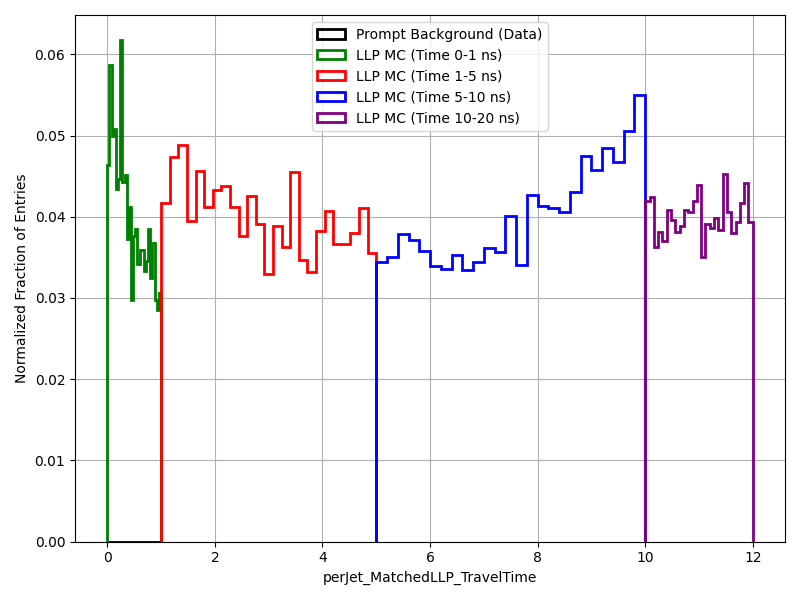 Prompt Background (Data)
LLP MC (Time 0-1 ns)
LLP MC (Time 1-5 ns)
LLP MC (Time 5-10 ns)
LLP MC (Time 10-20 ns)
Normalized Fraction of Entries
0.06
0.05
0.04
0.03
0.02
0.01
0.00
0 2 4 6 8 10 12
perJet_MatchedLLP_TravelTime